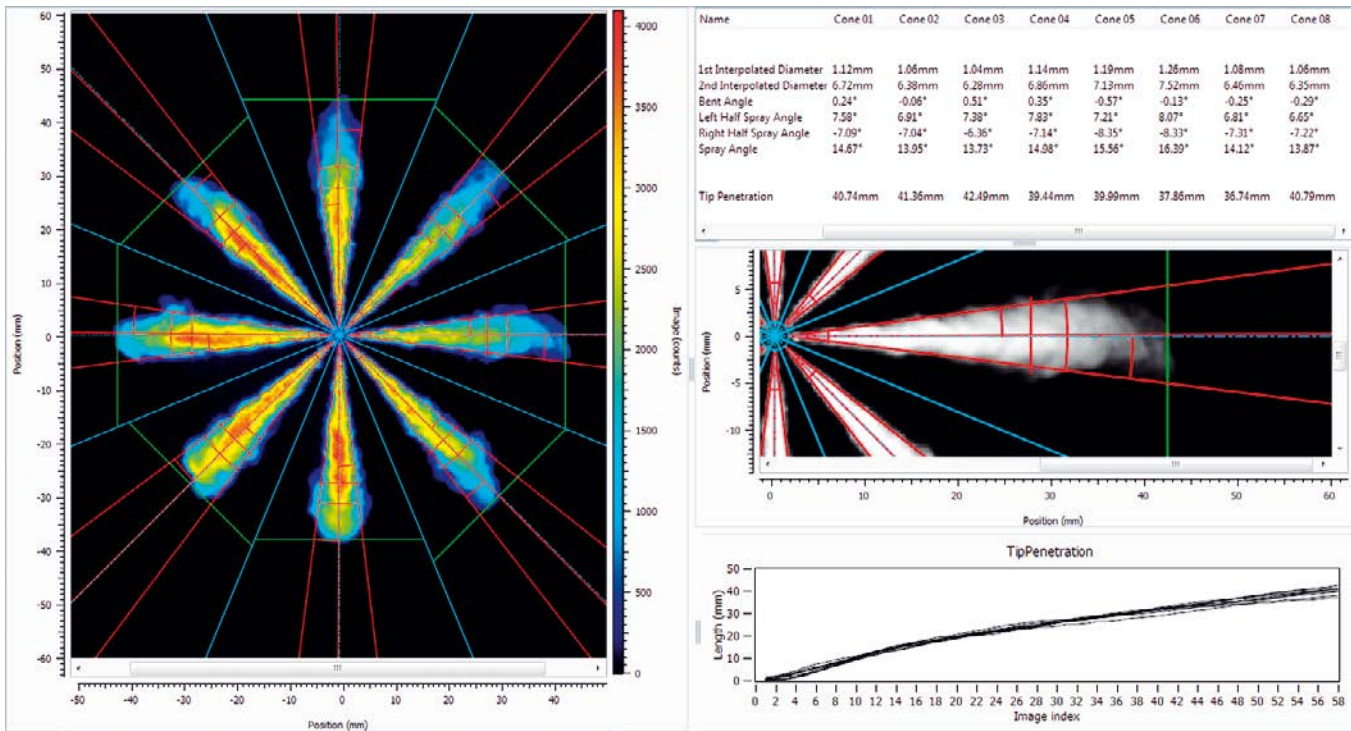 Position (mm)
60
50
40
30
20
10
0
-10
-20
-30
-40
-50
-60
-50 -40 -30 -20 -10 0 10 20 30 40
Position (mm)
4000
3500
3000
2500
2000
1500
1000
500
0
Image (counts)
Name Cone 01 Cone 02 Cone 03 Cone 04 Cone 05 Cone 06 Cone 07 Cone 08
1st Interpolated Diameter 1.12mm 1.06mm 1.04mm 1.14mm 1.19mm 1.26mm 1.08mm 1.06mm
2nd Interpolated Diameter 6.72mm 6.38mm 6.28mm 6.86mm 7.13mm 7.52mm 6.46mm 6.35mm
Bent Angle 0.24° -0.06° 0.51° 0.35° -0.57° -0.13° -0.25° -0.29°
Left Half Spray Angle 7.58° 6.91° 7.38° 7.83° 7.21° 8.07° 6.81° 6.65°
Right Half Spray Angle -7.09° -7.04° -6.36° -7.14° -8.35° -8.33° -7.31° -7.22°
Spray Angle 14.67° 13.95° 13.73° 14.98° 15.56° 16.39° 14.12° 13.87°
Tip Penetration 40.74mm 41.36mm 42.49mm 39.44mm 39.99mm 37.86mm 36.74mm 40.79mm
Position (mm)
5
0
-5
-10
0 10 20 30 40 50 60
Position (mm)
TipPenetration
Length (mm)
50
40
30
20
10
0
0 2 4 6 8 10 12 14 16 18 20 22 24 26 28 30 32 34 36 38 40 42 44 46 48 50 52 54 56 58
Image index